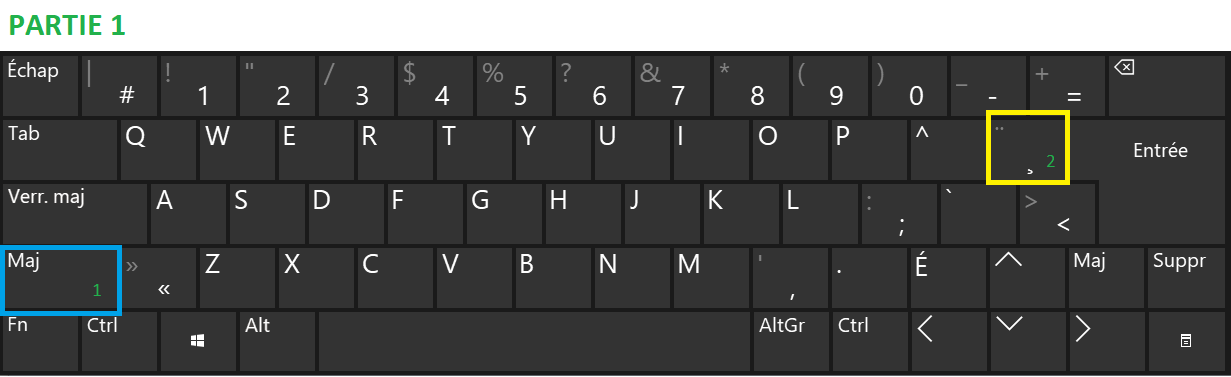 PARTIE 1
Échap | # ! 1 " 2 / 3 $ 4 % 5 ? 6 & 7 * 8 ( 9 ) 0 _ - + =
Tab Q W E R T Y U I O P ^ ¨ ¸ 2 Entrée
Verr. maj A S D F G H J K L : ; ` > <
Maj 1 » « Z X C V B N M ' , . É Maj Suppr
Fn Ctrl Alt AltGr Ctrl